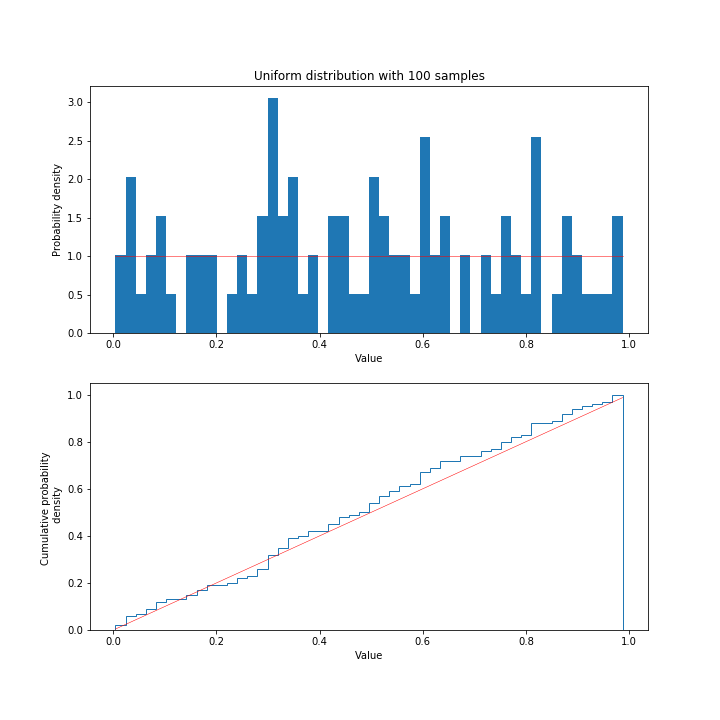 Uniform distribution with 100 samples
3.0
2.5
2.0
1.5
1.0
0.5
0.0
Probability density
0.0 0.2 0.4 0.6 0.8 1.0
Value
1.0
0.8
0.6
0.4
0.2
0.0
Cumulative probability
density
0.0 0.2 0.4 0.6 0.8 1.0
Value